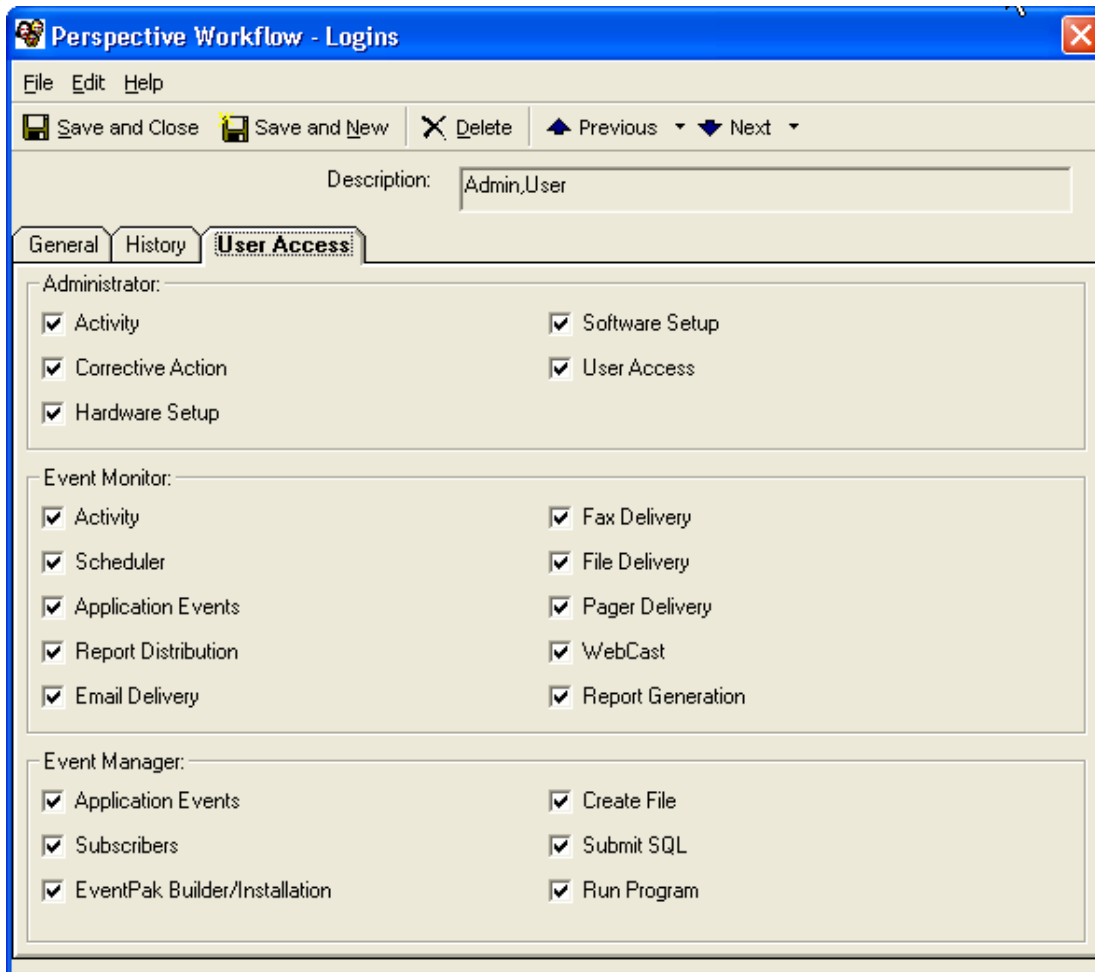 Perspective Workflow - Logins
File Edit Help
Save and Close Save and New Delete Previous Next
Description: Admin,User
General History User Access
Administrator:
Activity Software Setup
Corrective Action User Access
Hardware Setup
Event Monitor:
Activity Fax Delivery
Scheduler File Delivery
Application Events Pager Delivery
Report Distribution WebCast
Email Delivery Report Generation
Event Manager:
Application Events Create File
Subscribers Submit SQL
EventPak Builder/Installation Run Program